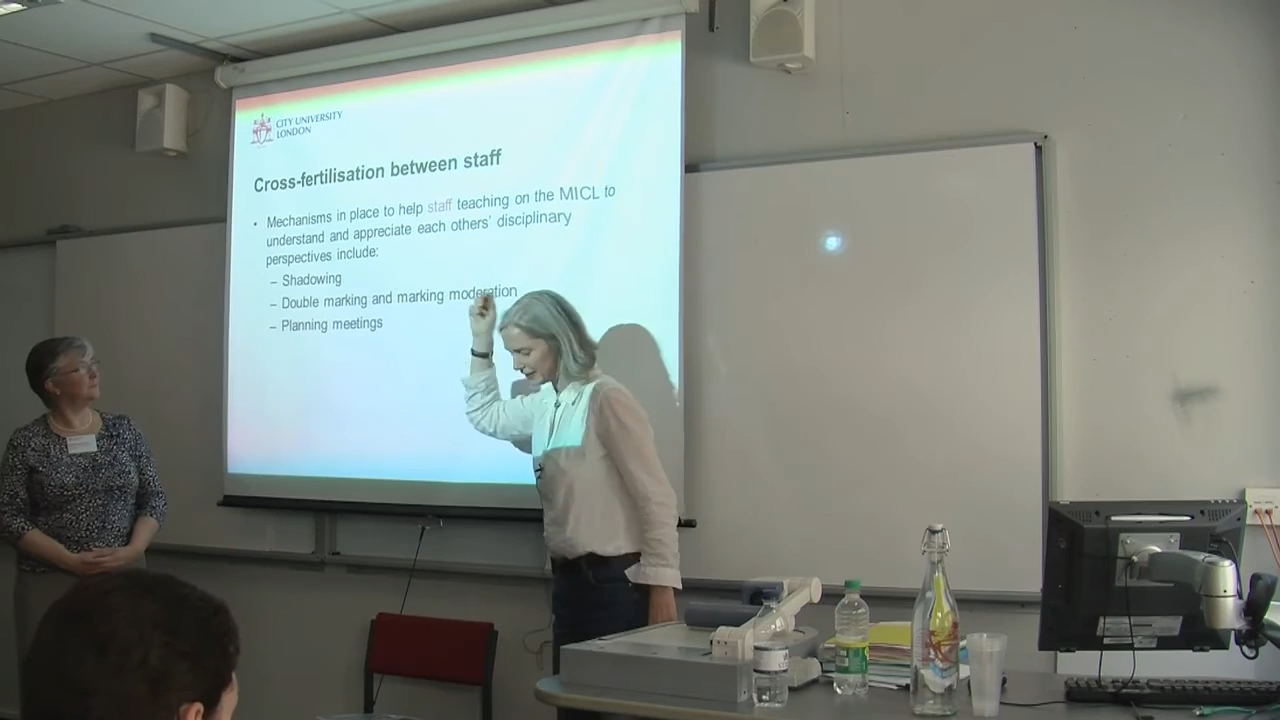 CITY UNIVERSITY
LONDON
Cross-fertilisation between staff
• Mechanisms in place to help staff teaching on the MICL to
understand and appreciate each others' disciplinary
perspectives include:
– Shadowing
– Double marking and marking moderation
– Planning meetings